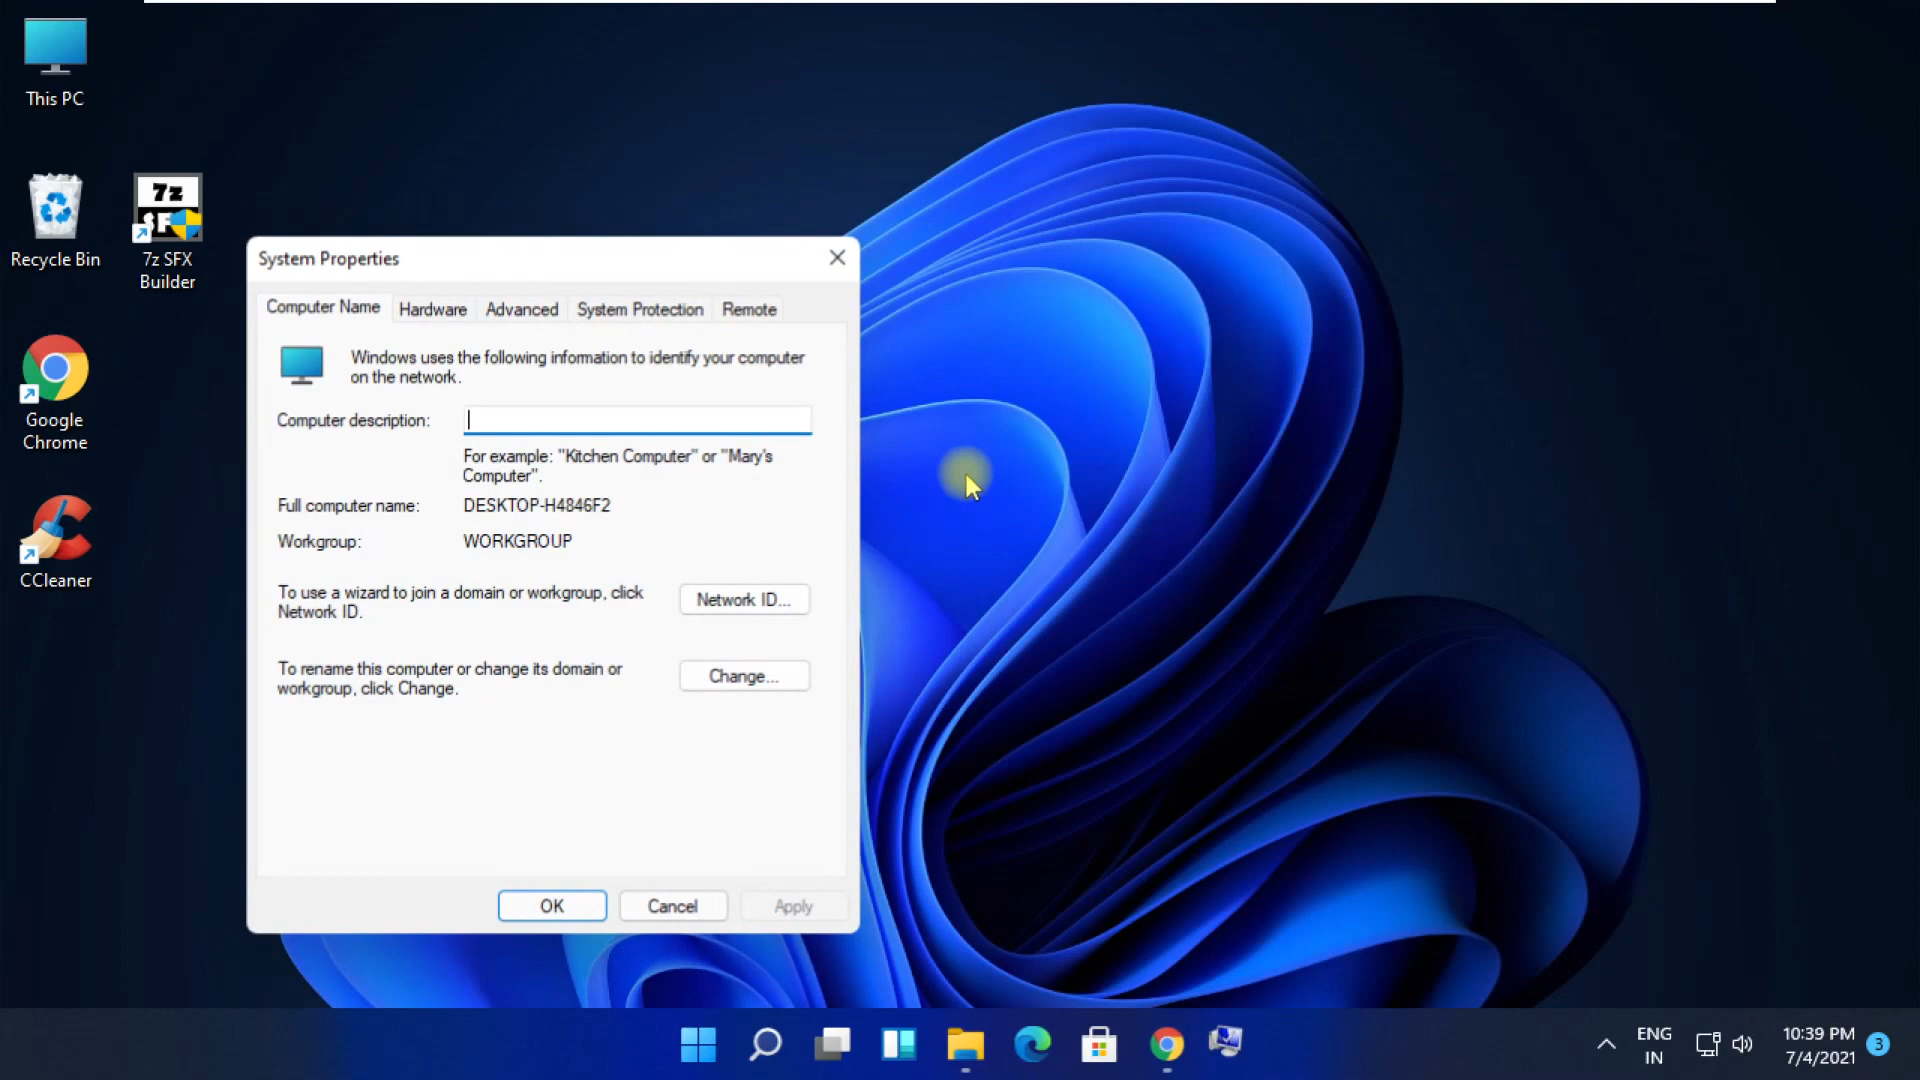 This PC
Recycle Bin
7z
SF
7z SFX
Builder
Google
Chrome
CCleaner
System Properties
Computer Name
Hardware
Advanced
System Protection
Remote
Windows uses the following information to identify your computer
on the network.
Computer description:
For example: "Kitchen Computer" or "Mary's
Computer".
Full computer name:
DESKTOP-H4846F2
Workgroup:
WORKGROUP
To use a wizard to join a domain or workgroup, click
Network ID.
Network ID...
To rename this computer or change its domain or
workgroup, click Change.
Change...
OK
Cancel
Apply
ENG
IN
10:39 PM
7/4/2021
3